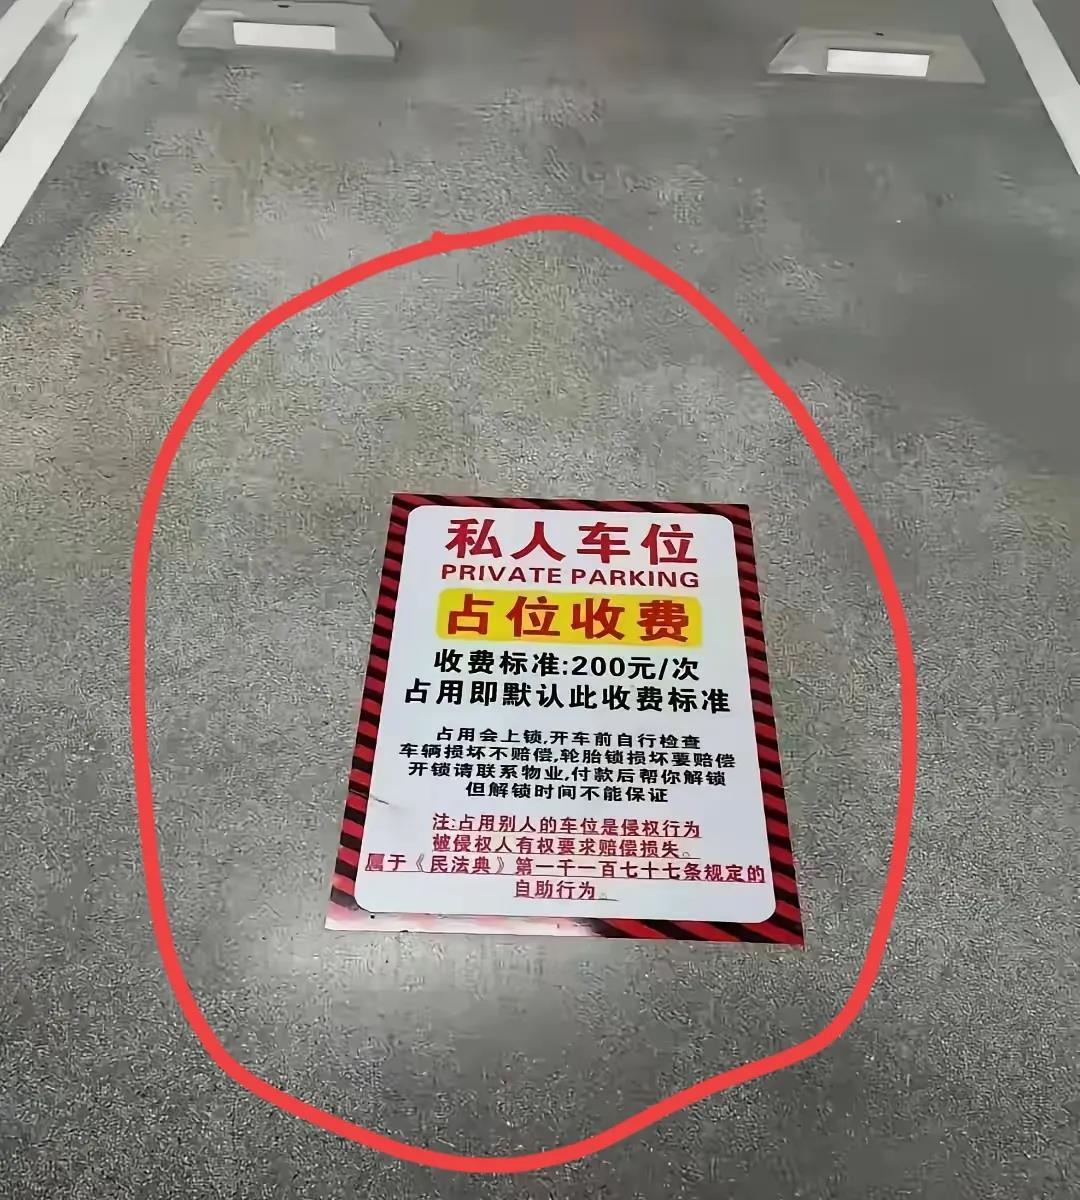 私人车位
PRIVATE PARKING
占位收费
收费标准:200元/次
占用即默认此收费标准
占用会上锁,开车前自行检查
车辆损坏不赔偿,轮胎锁损坏要赔偿
开锁请联系物业,付款后帮你解锁
但解锁时间不能保证
注:占用别人的车位是侵权行为
被侵权人有权要求赔偿损失。
属于《民法典》第一千一百七十七条规定的
自助行为。